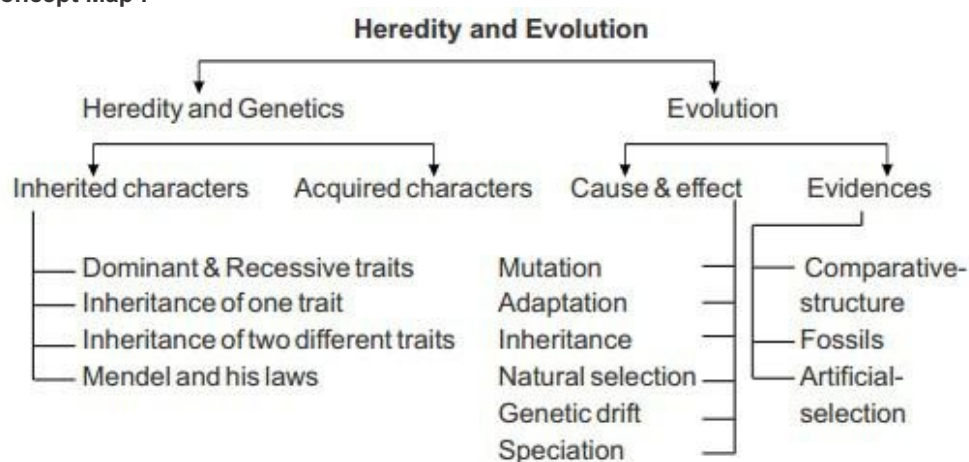 Heredity and Evolution
Heredity and Genetics Evolution
Inherited characters Acquired characters Cause & effect Evidences
Dominant & Recessive traits
Inheritance of one trait
Inheritance of two different traits
Mendel and his laws
Mutation
Adaptation
Inheritance
Natural selection
Genetic drift
Speciation
Comparative-
structure
Fossils
Artificial-
selection